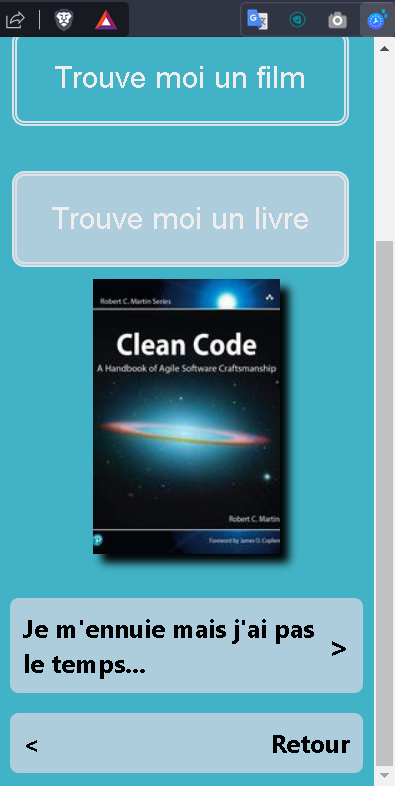 Trouve moi un film
Trouve moi un livre
Robert C. Martin Series
Clean Code
A Handbook of Agile Software Craftsmanship
Robert C. Martin
Foreword by James O. Coplien
Je m'ennuie mais j'ai pas
le temps...
>
<
Retour